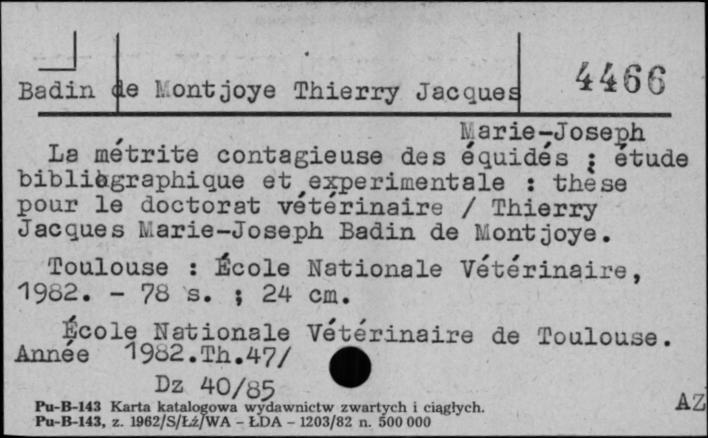 4466
Badin de Montjoye Thierry Jacques
Marie-Joseph
La métrite contagieuse des équidés ; étude
bibliographique et experimentale : thèse
pour le doctorat vétérinaire / Thierry
Jacques Marie-Joseph Badin de Montjoye.
Toulouse : École Nationale Vétérinaire,
1982. - 78 s. ; 24 cm.
École Nationale Vétérinaire de Toulouse.
Année 1982.Th.47/
Dz 40/85
AZ
Pu-B-143 Karta katalogowa wydawnictw zwartych i ciągłych.
Pu-B-143, z. 1962/S/Łź/WA - ŁDA - 1203/82 n. 500 000